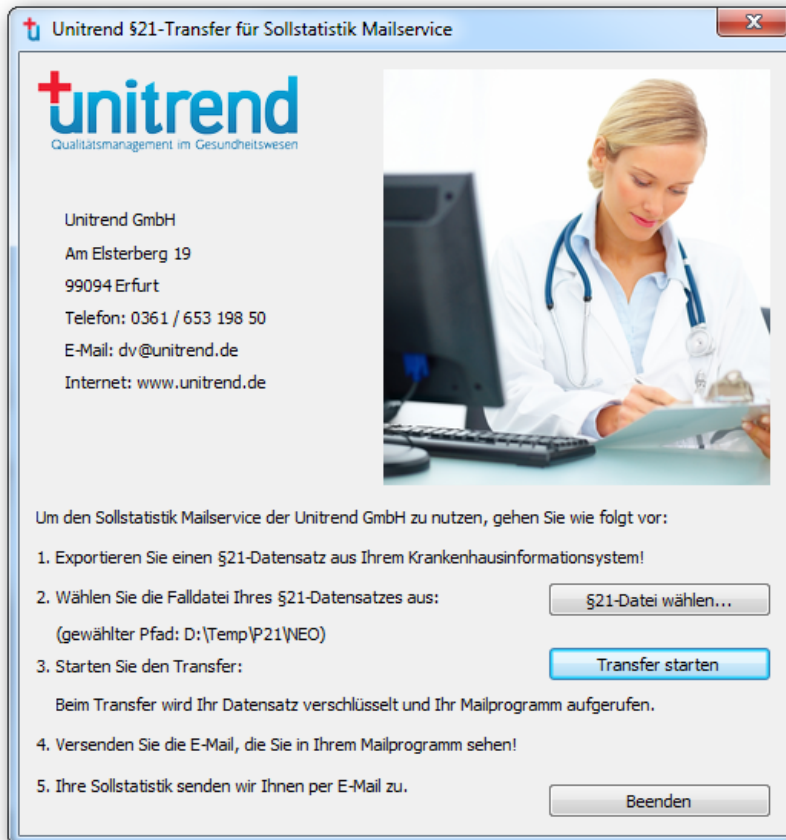 Unitrend §21-Transfer für Sollstatistik Mailservice
unitrend
Qualitätsmanagement im Gesundheitswesen
Unitrend GmbH
Am Elsterberg 19
99094 Erfurt
Telefon: 0361 / 653 198 50
E-Mail: dv@unitrend.de
Internet: www.unitrend.de
Um den Sollstatistik Mailservice der Unitrend GmbH zu nutzen, gehen Sie wie folgt vor:
1. Exportieren Sie einen §21-Datensatz aus Ihrem Krankenhausinformationsystem!
2. Wählen Sie die Falldatei Ihres §21-Datensatzes aus:
§21-Datei wählen...
(gewählter Pfad: D:\Temp\P21\NEO)
3. Starten Sie den Transfer:
Transfer starten
Beim Transfer wird Ihr Datensatz verschlüsselt und Ihr Mailprogramm aufgerufen.
4. Versenden Sie die E-Mail, die Sie in Ihrem Mailprogramm sehen!
5. Ihre Sollstatistik senden wir Ihnen per E-Mail zu.
Beenden